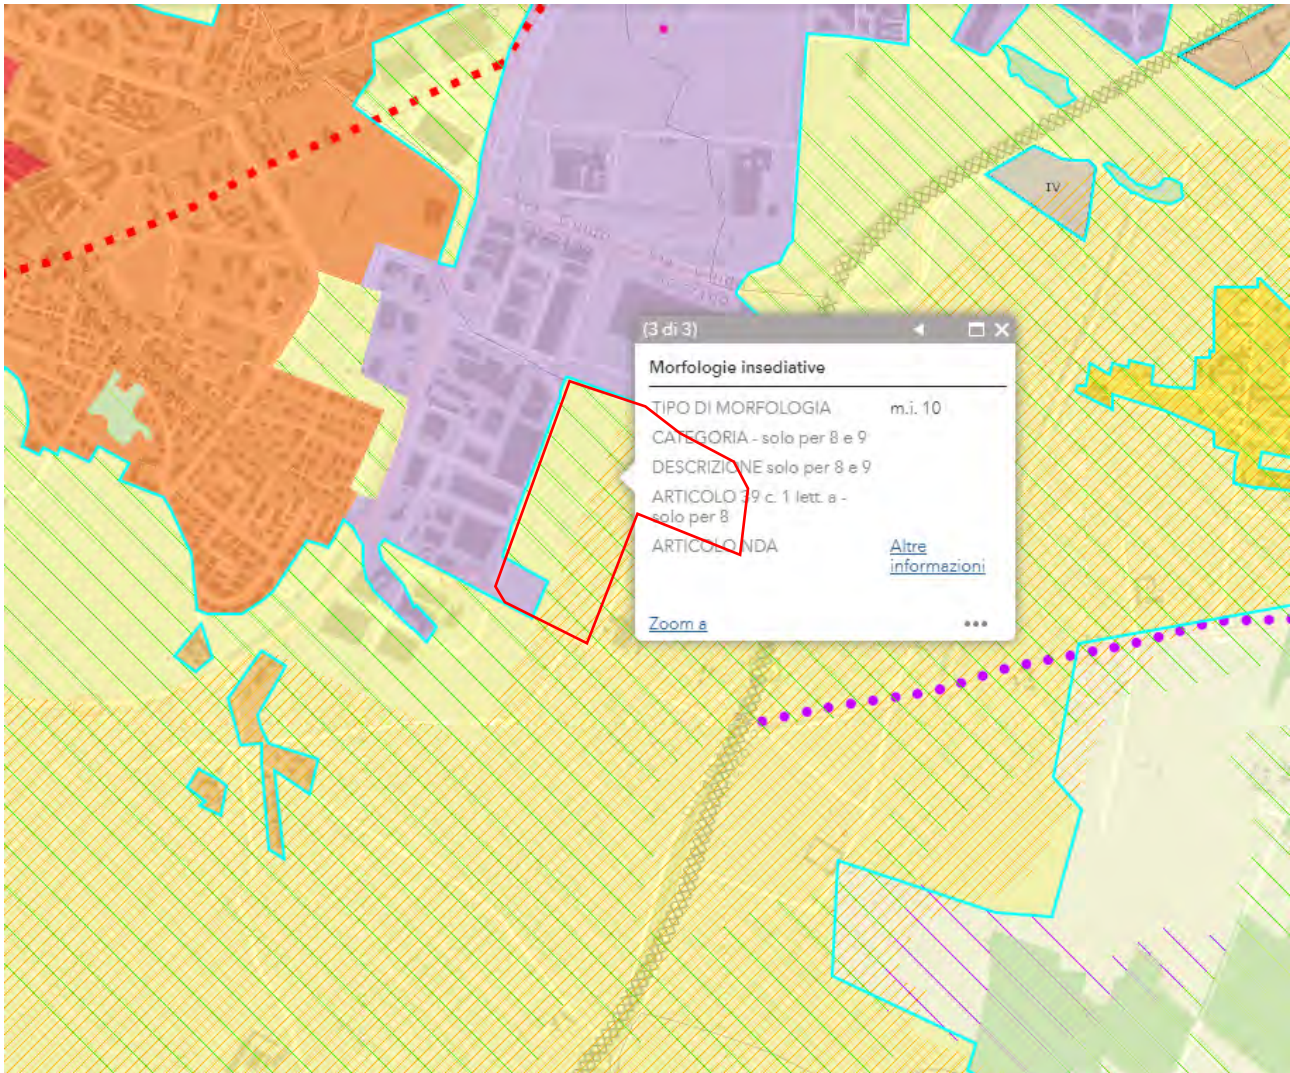 IV
(3 di 3)
Morfologie insediative
TIPO DI MORFOLOGIA m.i. 10
CATEGORIA - solo per 8 e 9
DESCRIZIONE solo per 8 e 9
ARTICOLO 39 c. 1 lett. a -
solo per 8
ARTICOLO NDA Altre
informazioni
Zoom a